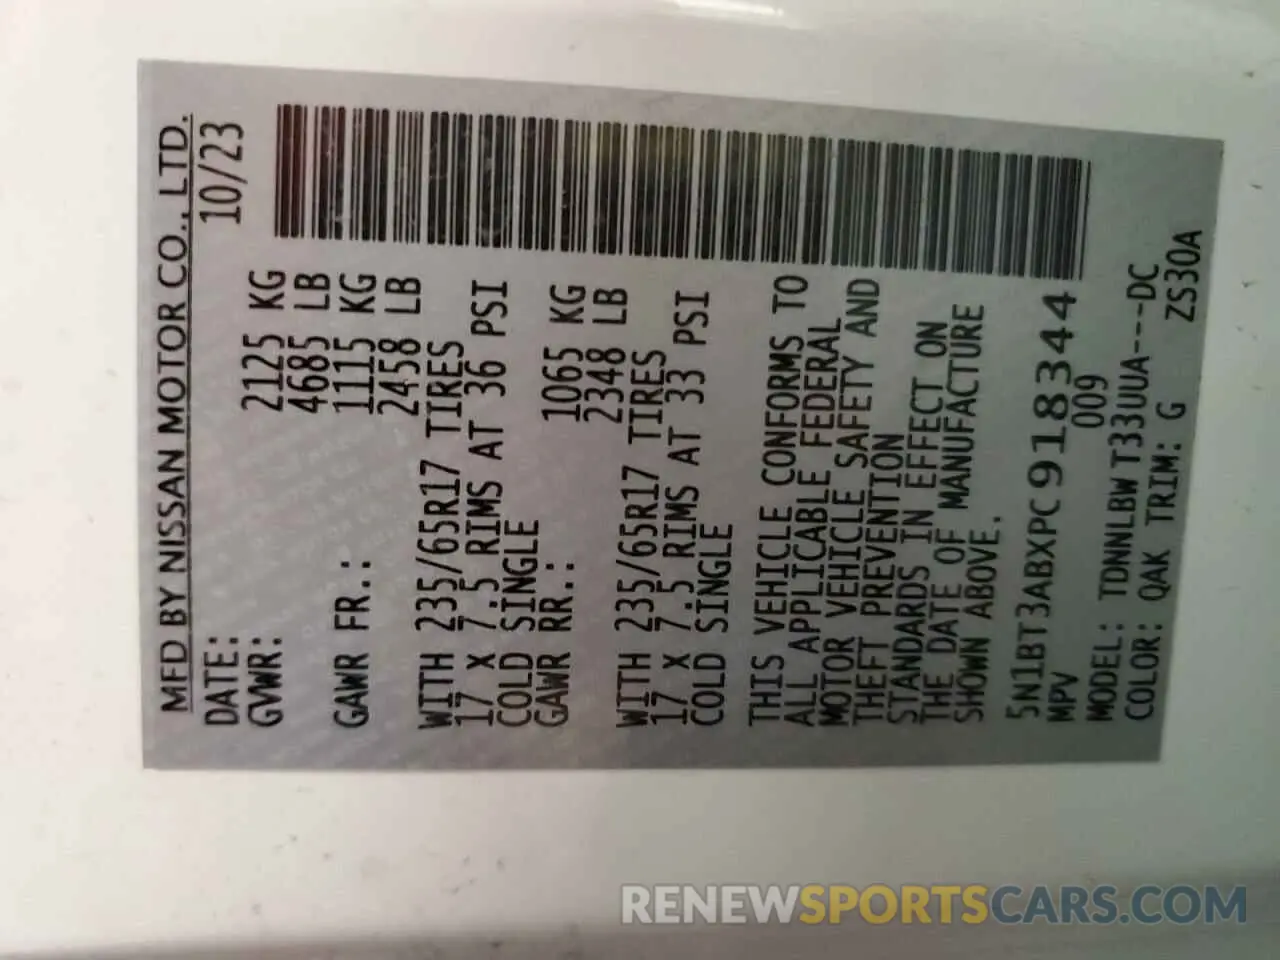 MFD BY NISSAN MOTOR CO., LTD.
DATE: 10/23
GVWR: 2125 KG
4685 LB
GAWR FR.: 1115 KG
2458 LB
WITH 235/65R17 TIRES
17 X 7.5 RIMS AT 36 PSI
COLD SINGLE
GAWR RR.: 1065 KG
2348 LB
WITH 235/65R17 TIRES
17 X 7.5 RIMS AT 33 PSI
COLD SINGLE
THIS VEHICLE CONFORMS TO
ALL APPLICABLE FEDERAL
MOTOR VEHICLE SAFETY AND
THEFT PREVENTION
STANDARDS IN EFFECT ON
THE DATE OF MANUFACTURE
SHOWN ABOVE.
5N1BT3ABXPC918344
MPV 009
MODEL: TDNNLBW T33UUA---DC
COLOR: QAK TRIM: G ZS30A
RENEWSPORTSCARS.COM